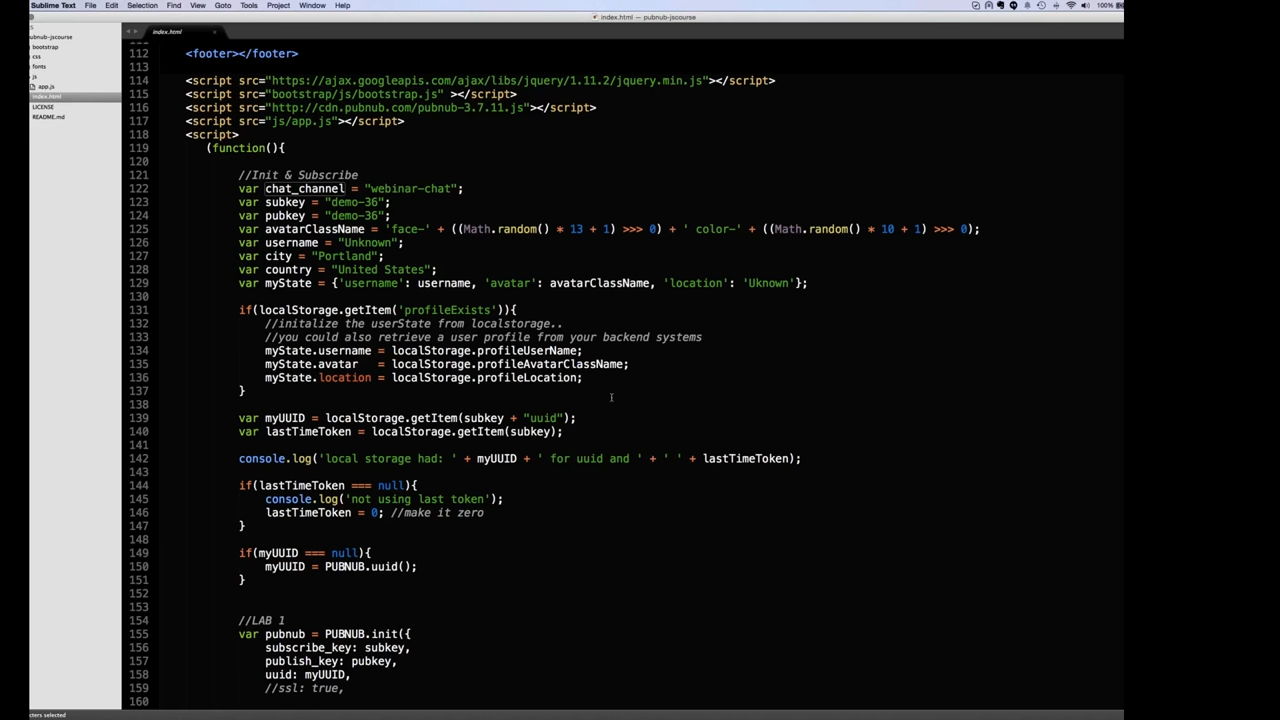 Sublime Text File Edit Selection Find View Goto Tools Project Window Help 100%
index.html — pubnub-jscourse
index.html
pubnub-jscourse
bootstrap
css
fonts
js
app.js
index.html
LICENSE
README.md
112 <footer></footer>
113
114 <script src="https://ajax.googleapis.com/ajax/libs/jquery/1.11.2/jquery.min.js"></script>
115 <script src="bootstrap/js/bootstrap.js" ></script>
116 <script src="http://cdn.pubnub.com/pubnub-3.7.11.js"></script>
117 <script src="js/app.js"></script>
118 <script>
119 (function(){
120
121 //Init & Subscribe
122 var chat_channel = "webinar-chat";
123 var subkey = "demo-36";
124 var pubkey = "demo-36";
125 var avatarClassName = 'face-' + ((Math.random() * 13 + 1) >>> 0) + ' color-' + ((Math.random() * 10 + 1) >>> 0);
126 var username = "Unknown";
127 var city = "Portland";
128 var country = "United States";
129 var myState = {'username': username, 'avatar': avatarClassName, 'location': 'Uknown'};
130
131 if(localStorage.getItem('profileExists')){
132 //initalize the userState from localstorage..
133 //you could also retrieve a user profile from your backend systems
134 myState.username = localStorage.profileUserName;
135 myState.avatar = localStorage.profileAvatarClassName;
136 myState.location = localStorage.profileLocation;
137 }
138
139 var myUUID = localStorage.getItem(subkey + "uuid");
140 var lastTimeToken = localStorage.getItem(subkey);
141
142 console.log('local storage had: ' + myUUID + ' for uuid and ' + ' ' + lastTimeToken);
143
144 if(lastTimeToken === null){
145 console.log('not using last token');
146 lastTimeToken = 0; //make it zero
147 }
148
149 if(myUUID === null){
150 myUUID = PUBNUB.uuid();
151 }
152
153
154 //LAB 1
155 var pubnub = PUBNUB.init({
156 subscribe_key: subkey,
157 publish_key: pubkey,
158 uuid: myUUID,
159 //ssl: true,
160
cters selected